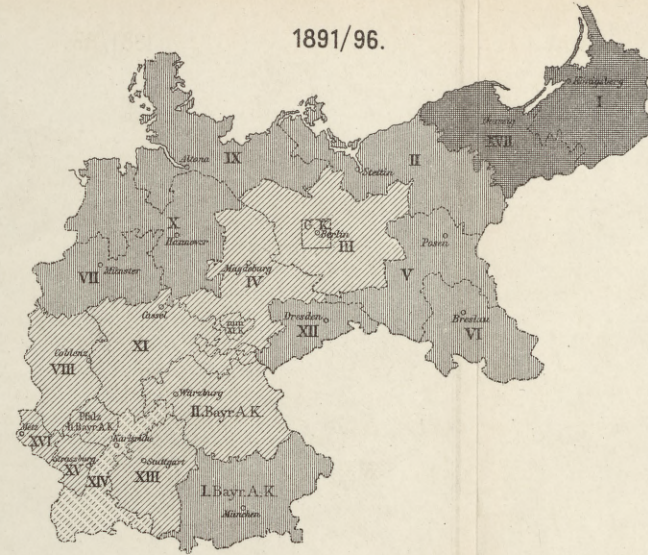 1891/96.
Königsberg
I
Danzig
XVII
IX
Altona
Stettin
II
X
Hannover
G.K.
Berlin
III
Posen
V
VII
Münster
Magdeburg
IV
Cassel
zum
XI.K.
Dresden
XII
Breslau
VI
Coblenz
VIII
XI
Würzburg
II.Bayr.A.K.
Pfalz
II.Bayr.A.K.
Metz
XVI
Karlsruhe
Strassburg
XV
XIV
Stuttgart
XIII
I.Bayr.A.K.
München